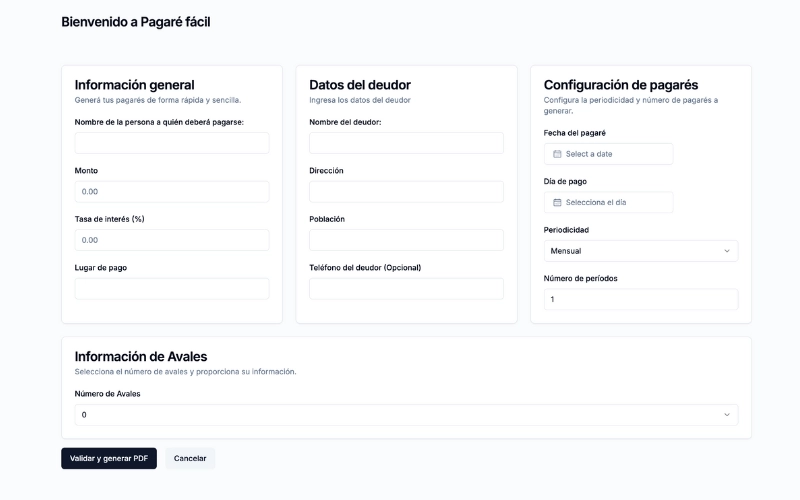 Bienvenido a Pagaré fácil
Información general
Generá tus pagarés de forma rápida y sencilla.
Nombre de la persona a quién deberá pagarse:
Monto
0.00
Tasa de interés (%)
0.00
Lugar de pago
Datos del deudor
Ingresa los datos del deudor
Nombre del deudor:
Dirección
Población
Teléfono del deudor (Opcional)
Configuración de pagarés
Configura la periodicidad y número de pagarés a
generar.
Fecha del pagaré
Select a date
Día de pago
Selecciona el día
Periodicidad
Mensual
Número de períodos
1
Información de Avales
Selecciona el número de avales y proporciona su información.
Número de Avales
0
Validar y generar PDF
Cancelar